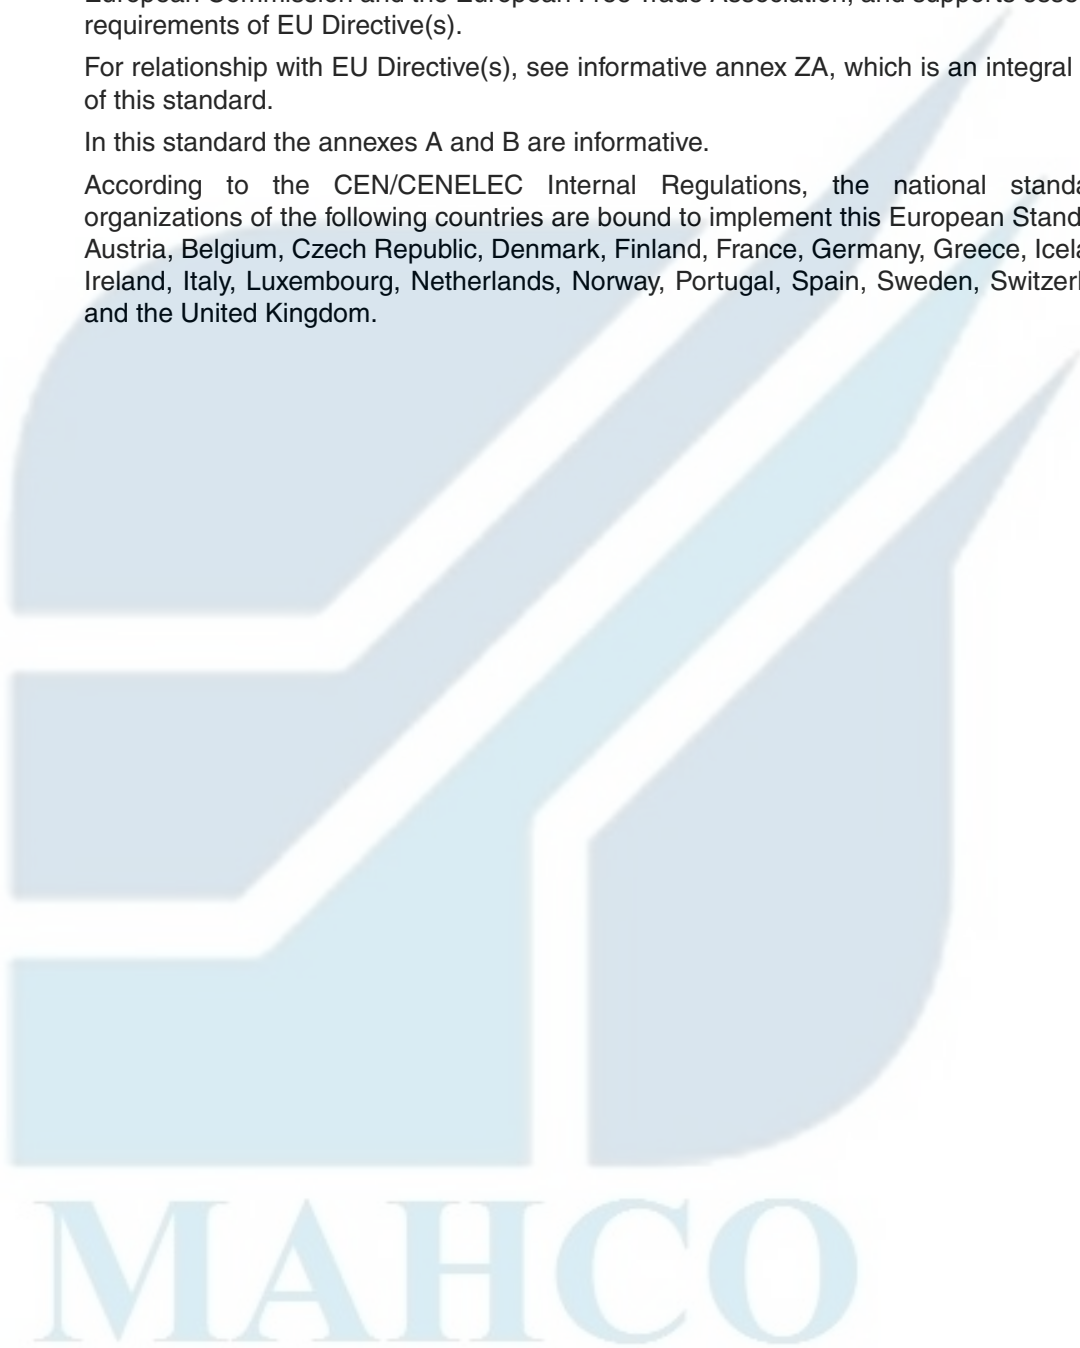 requirements of EU Directive(s).
For relationship with EU Directive(s), see informative annex ZA, which is an integral
of this standard.
In this standard the annexes A and B are informative.
According to the CEN/CENELEC Internal Regulations, the national
organizations of the following countries are bound to implement this European
Austria, Belgium, Czech Republic, Denmark, Finland, France, Germany, Greece,
Ireland, Italy, Luxembourg, Netherlands, Norway, Portugal, Spain, Sweden,
and the United Kingdom.
MAHCO